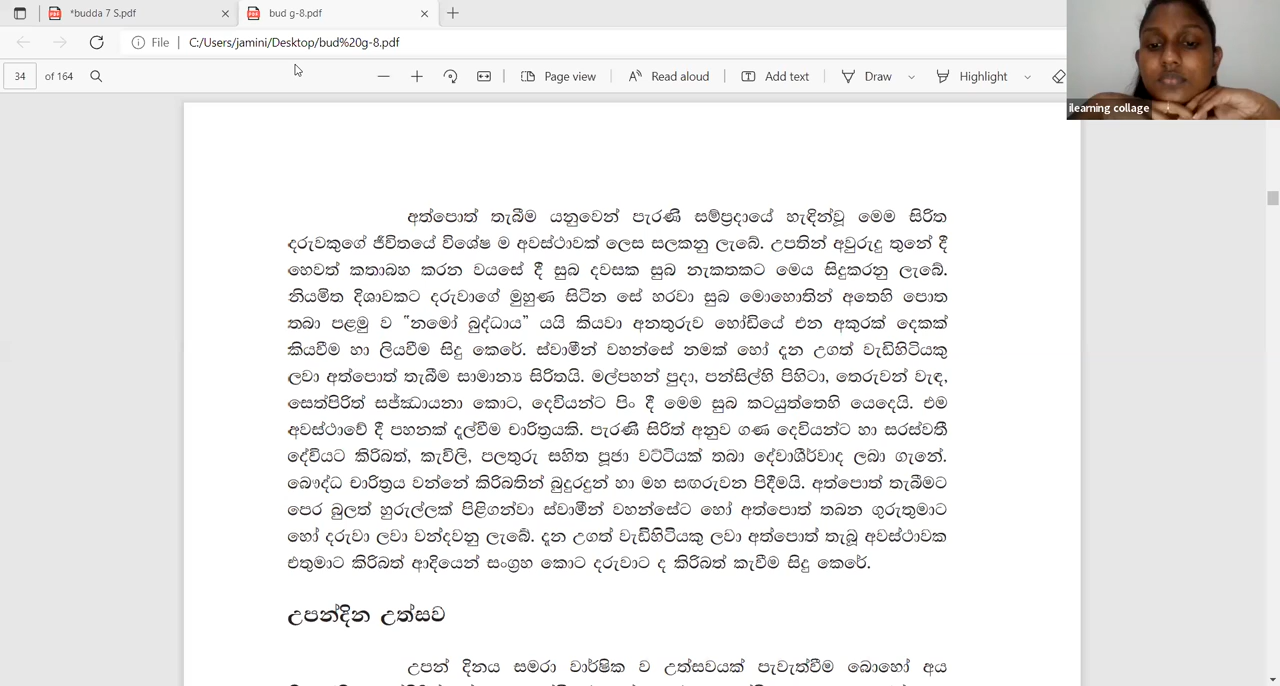 *budda 7 S.pdf
bud g-8.pdf
File C:/Users/jamini/Desktop/bud%20g-8.pdf
34 of 164 Page view Read aloud Add text Draw Highlight
ilearning collage
අත්පොත් තැබීම යනුවෙන් පැරණි සම්ප්‍රදායේ හැඳින්වූ මෙම සිරිත
දරුවකුගේ ජීවිතයේ විශේෂ ම අවස්ථාවක් ලෙස සලකනු ලැබේ. උපතින් අවුරුදු තුනේ දී
හෙවත් කතාබහ කරන වයසේ දී සුබ දවසක සුබ නැකතකට මෙය සිදුකරනු ලැබේ.
නියමිත දිශාවකට දරුවාගේ මුහුණ සිටින සේ හරවා සුබ මොහොතින් අතෙහි පොත
තබා පළමු ව "නමෝ බුද්ධාය" යයි කියවා අනතුරුව හෝඩියේ එන අකුරක් දෙකක්
කියවීම හා ලියවීම සිදු කෙරේ. ස්වාමීන් වහන්සේ නමක් හෝ දැන උගත් වැඩිහිටියකු
ලවා අත්පොත් තැබීම සාමාන්‍ය සිරිතයි. මල්පහන් පුදා, පන්සිල්හි පිහිටා, තෙරුවන් වැඳ,
සෙත්පිරිත් සජ්ඣායනා කොට, දෙවියන්ට පිං දී මෙම සුබ කටයුත්තෙහි යෙදෙයි. එම
අවස්ථාවේ දී පහනක් දැල්වීම චාරිත්‍රයකි. පැරණි සිරිත් අනුව ගණ දෙවියන්ට හා සරස්වතී
දේවියට කිරිබත්, කැවිලි, පලතුරු සහිත පූජා වට්ටියක් තබා දේවාශීර්වාද ලබා ගැනේ.
බෞද්ධ චාරිත්‍රය වන්නේ කිරිබතින් බුදුරදුන් හා මහ සඟරුවන පිදීමයි. අත්පොත් තැබීමට
පෙර බුලත් හුරුල්ලක් පිළිගන්වා ස්වාමීන් වහන්සේට හෝ අත්පොත් තබන ගුරුතුමාට
හෝ දරුවා ලවා වන්දවනු ලැබේ. දැන උගත් වැඩිහිටියකු ලවා අත්පොත් තැබූ අවස්ථාවක
එතුමාට කිරිබත් ආදියෙන් සංග්‍රහ කොට දරුවාට ද කිරිබත් කැවීම සිදු කෙරේ.
උපන්දින උත්සව
උපන් දිනය සමරා වාර්ෂික ව උත්සවයක් පැවැත්වීම බොහෝ අය